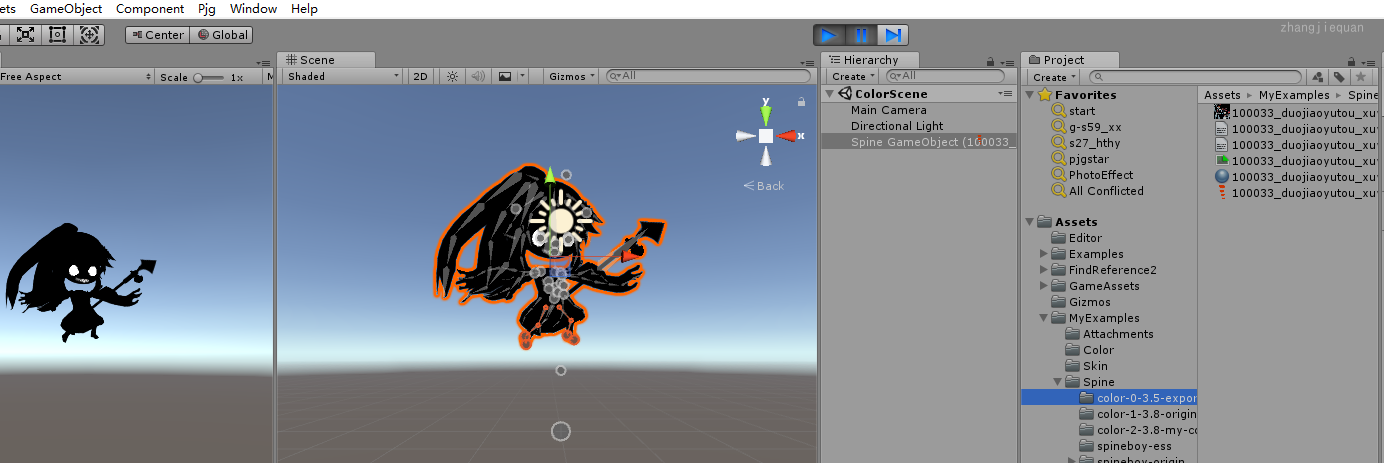 ets GameObject Component Pjg Window Help
Center Global
zhangjiequan
Free Aspect Scale 1x M
Scene
Shaded 2D Gizmos All
y
x
Back
Hierarchy
Create All
ColorScene
Main Camera
Directional Light
Spine GameObject (100033_
Project
Create
Favorites
start
g-s59_xx
s27_hthy
pjgstar
PhotoEffect
All Conflicted
Assets
Editor
Examples
FindReference2
GameAssets
Gizmos
MyExamples
Attachments
Color
Skin
Spine
color-0-3.5-expor
color-1-3.8-origin
color-2-3.8-my-co
spineboy-ess
spineboy-origin
Assets MyExamples Spine
100033_duojiaoyutou_xu
100033_duojiaoyutou_xu
100033_duojiaoyutou_xu
100033_duojiaoyutou_xu
100033_duojiaoyutou_xu
100033_duojiaoyutou_xu